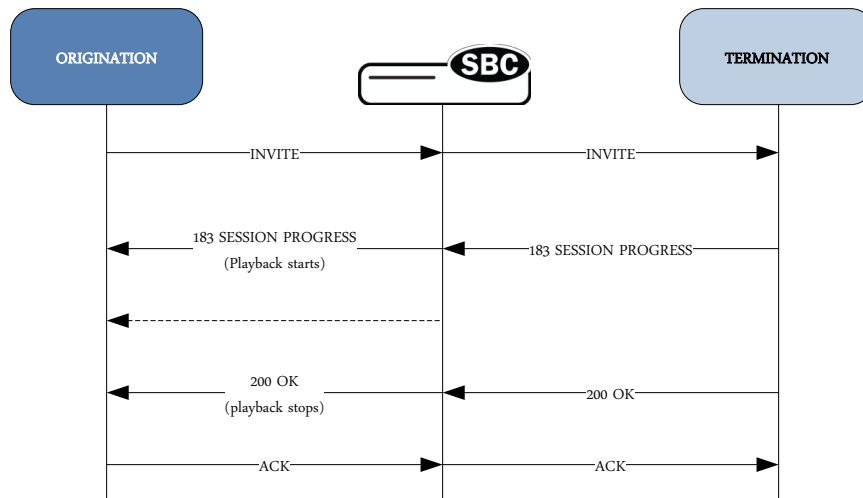 ORIGINATION
SBC
TERMINATION
INVITE
INVITE
183 SESSION PROGRESS
(Playback starts)
183 SESSION PROGRESS
200 OK
(playback stops)
200 OK
ACK
ACK